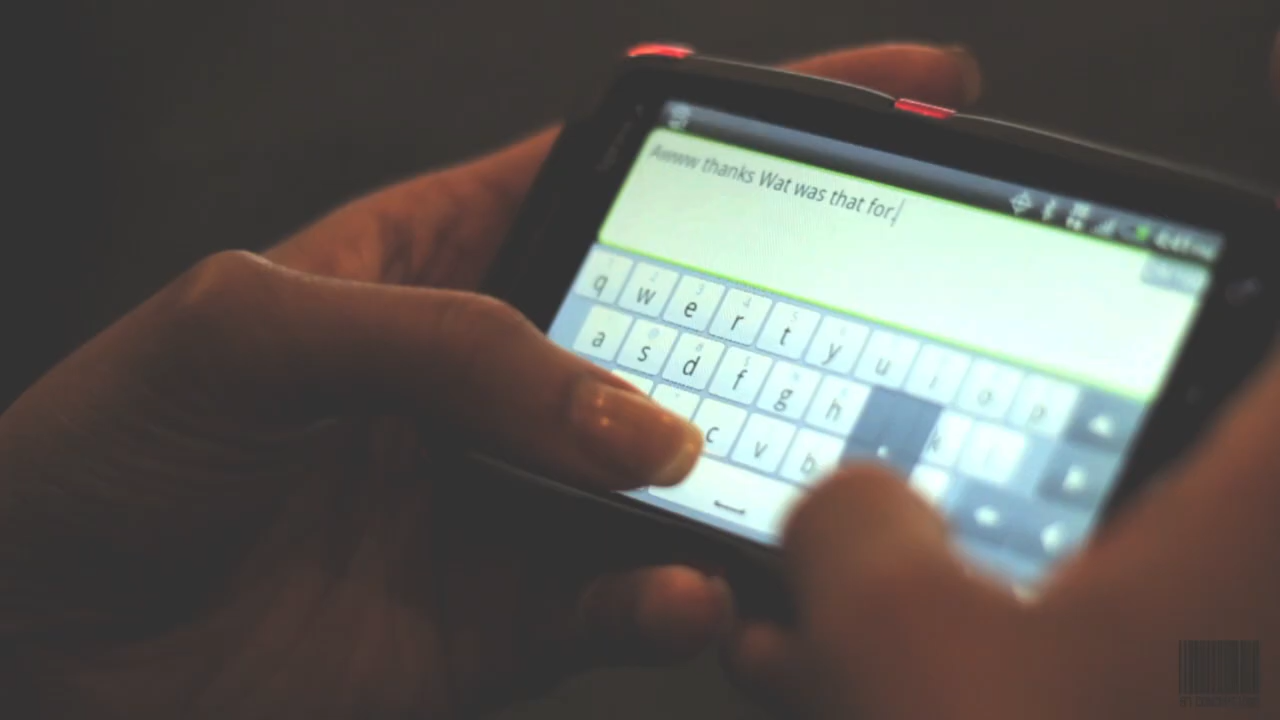 Awww thanks Wat was that for
q w e r t y u i o p
a s d f g h k
c v b